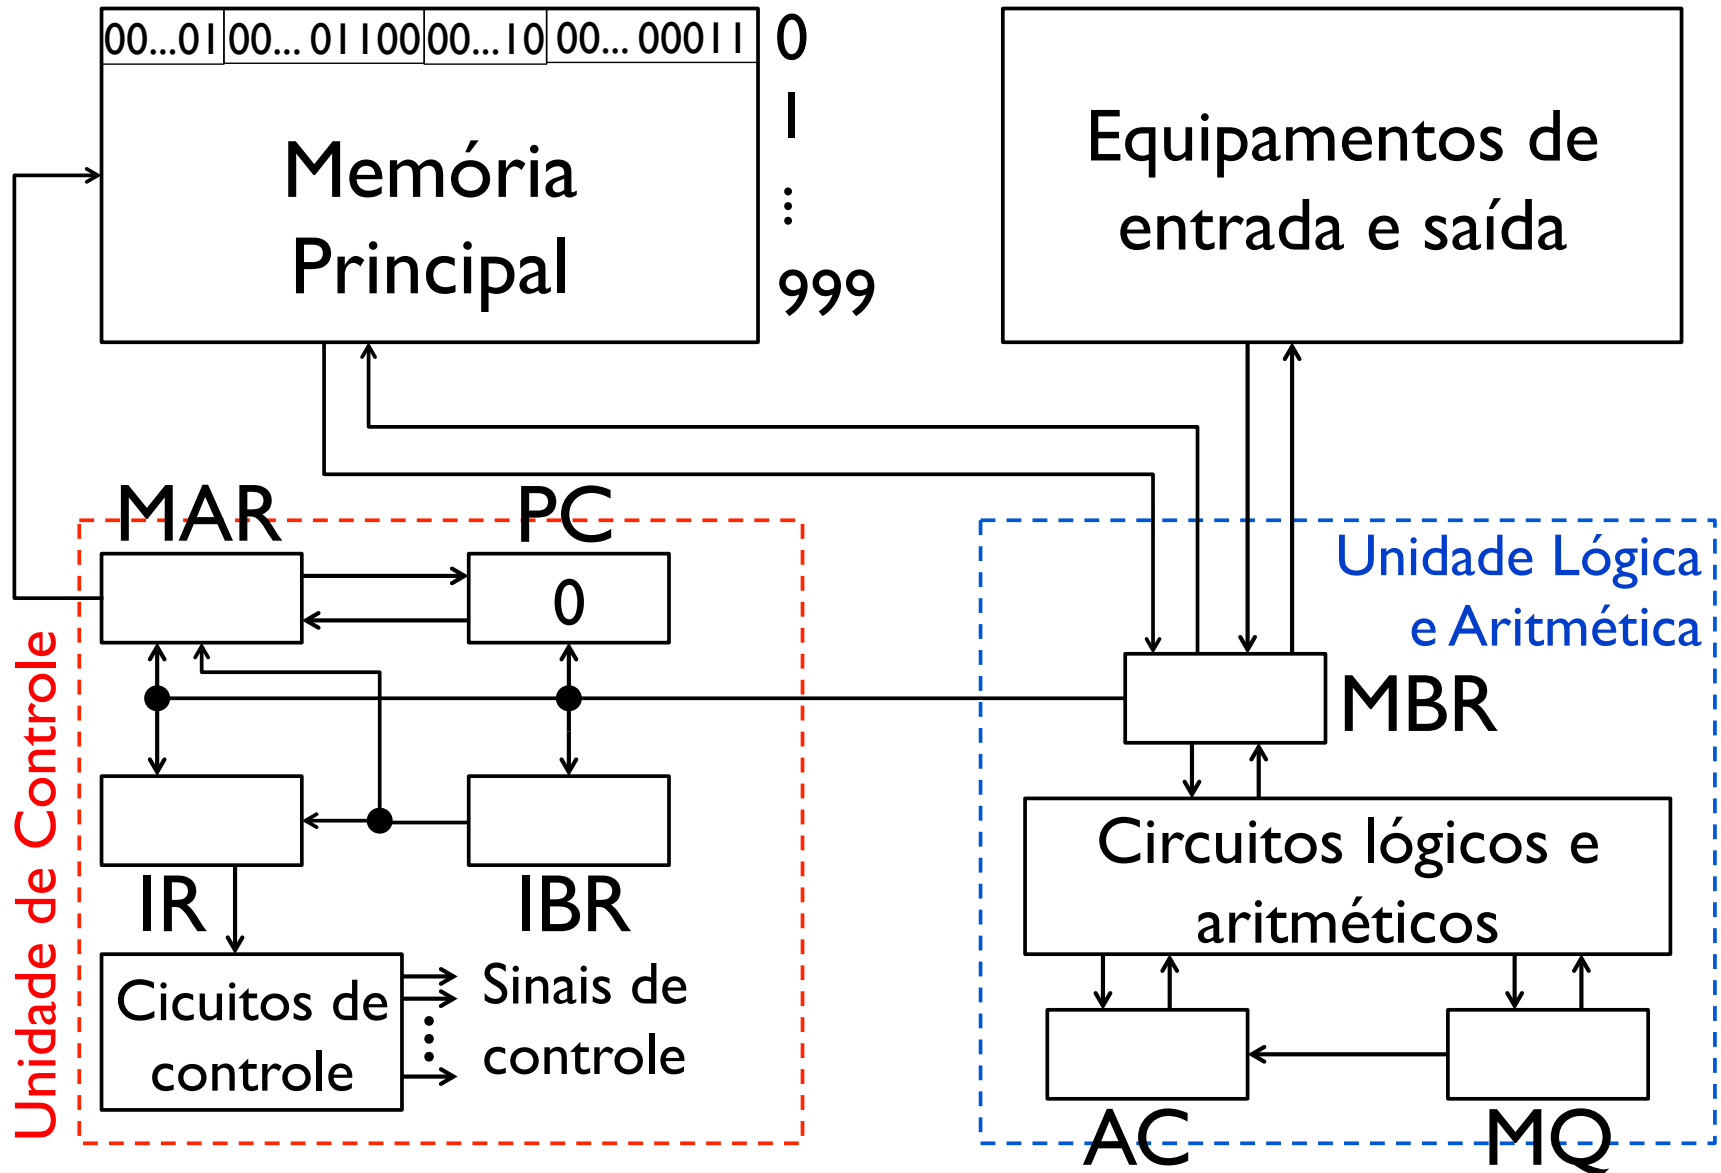 00...01 00... 01100 00...10 00... 00011 0
1
⋮
999
Memória
Principal
Equipamentos de
entrada e saída
MAR PC
0
IR IBR
Cicuitos de
controle
Sinais de
controle
Unidade de Controle
Unidade Lógica
e Aritmética
MBR
Circuitos lógicos e
aritméticos
AC MQ